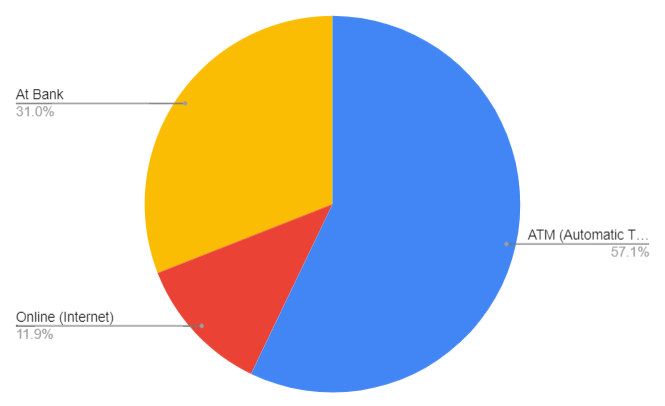 At Bank
31.0%
ATM (Automatic T...
57.1%
Online (Internet)
11.9%